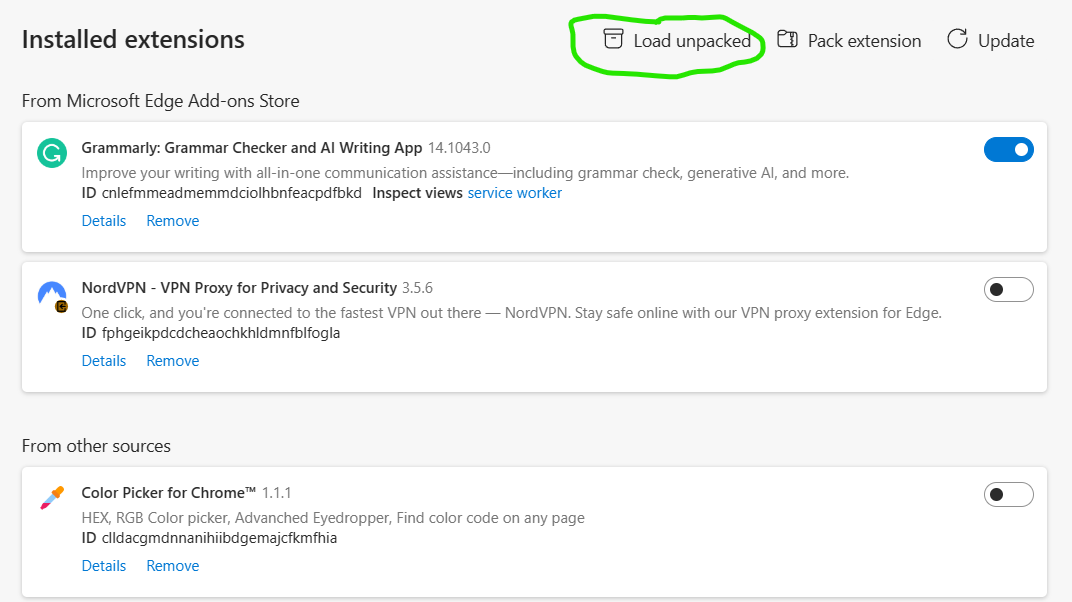 Installed extensions
Load unpacked
Pack extension
Update
From Microsoft Edge Add-ons Store
Grammarly: Grammar Checker and AI Writing App 14.1043.0
Improve your writing with all-in-one communication assistance—including grammar check, generative AI, and more.
ID cnlefmmeadmemmdciolhbnfeacpdfbkd Inspect views service worker
Details Remove
NordVPN - VPN Proxy for Privacy and Security 3.5.6
One click, and you're connected to the fastest VPN out there — NordVPN. Stay safe online with our VPN proxy extension for Edge.
ID fphgeikpdcdcheaochkhldmnfblfogla
Details Remove
From other sources
Color Picker for Chrome™ 1.1.1
HEX, RGB Color picker, Advanched Eyedropper, Find color code on any page
ID clldacgmdnnanihiibdgemajcfkmfhia
Details Remove